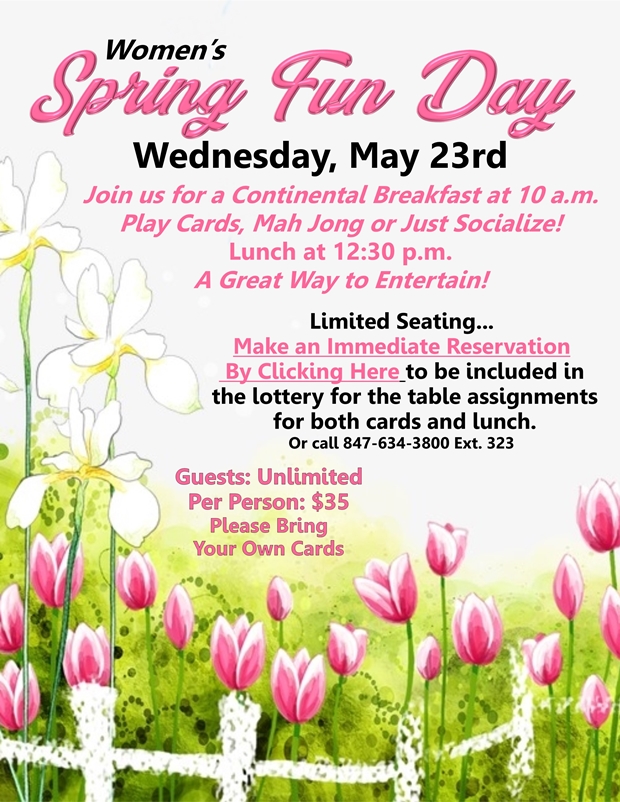 Women's
Spring Fun Day
Wednesday, May 23rd
Join us for a Continental Breakfast at 10 a.m.
Play Cards, Mah Jong or Just Socialize!
Lunch at 12:30 p.m.
A Great Way to Entertain!
Limited Seating...
Make an Immediate Reservation
By Clicking Here to be included in
the lottery for the table assignments
for both cards and lunch.
Or call 847-634-3800 Ext. 323
Guests: Unlimited
Per Person: $35
Please Bring
Your Own Cards